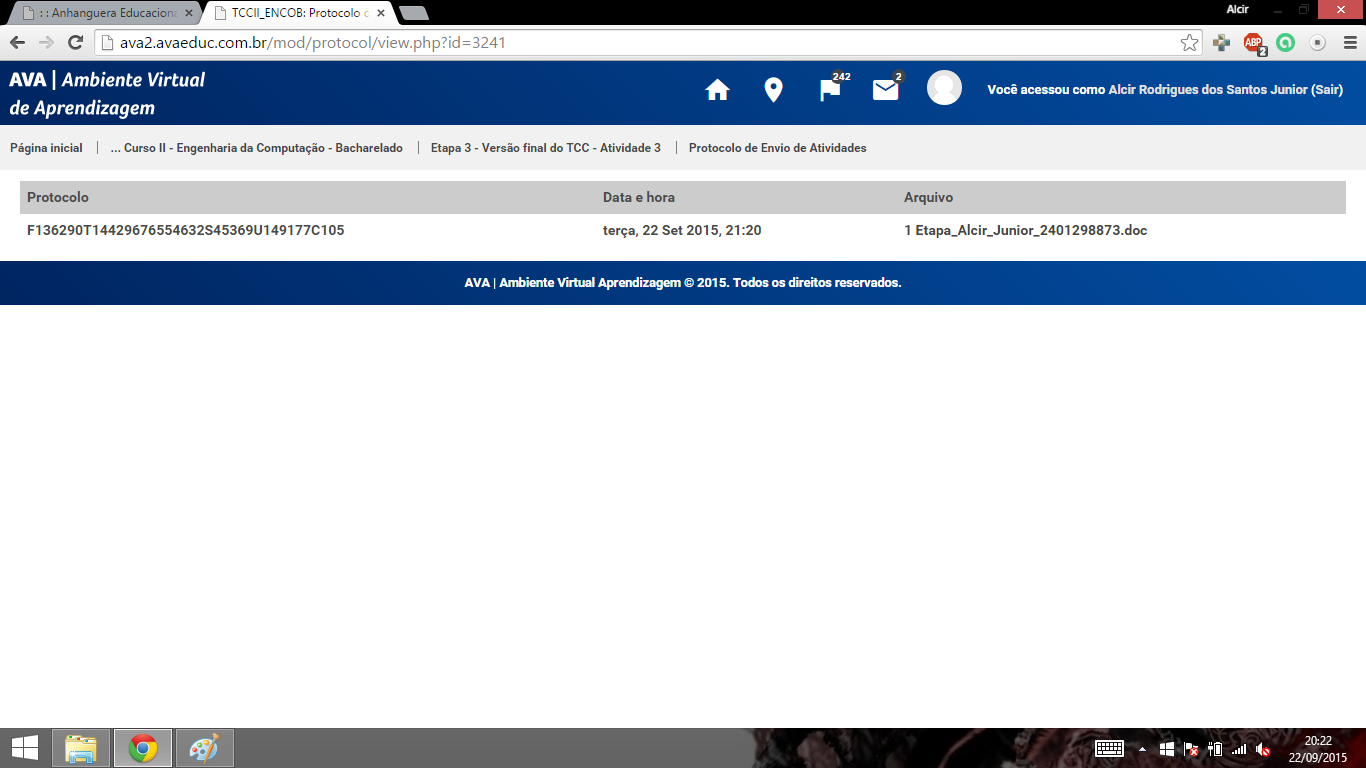 : : Anhanguera Educaciona
TCCII_ENCOB: Protocolo d
Alcir
ava2.avaeduc.com.br/mod/protocol/view.php?id=3241
ABP
2
AVA | Ambiente Virtual
de Aprendizagem
242
2
Você acessou como Alcir Rodrigues dos Santos Junior (Sair)
Página inicial
... Curso II - Engenharia da Computação - Bacharelado
Etapa 3 - Versão final do TCC - Atividade 3
Protocolo de Envio de Atividades
Protocolo Data e hora Arquivo
F136290T14429676554632S45369U149177C105 terça, 22 Set 2015, 21:20 1 Etapa_Alcir_Junior_2401298873.doc
AVA | Ambiente Virtual Aprendizagem © 2015. Todos os direitos reservados.
20:22
22/09/2015